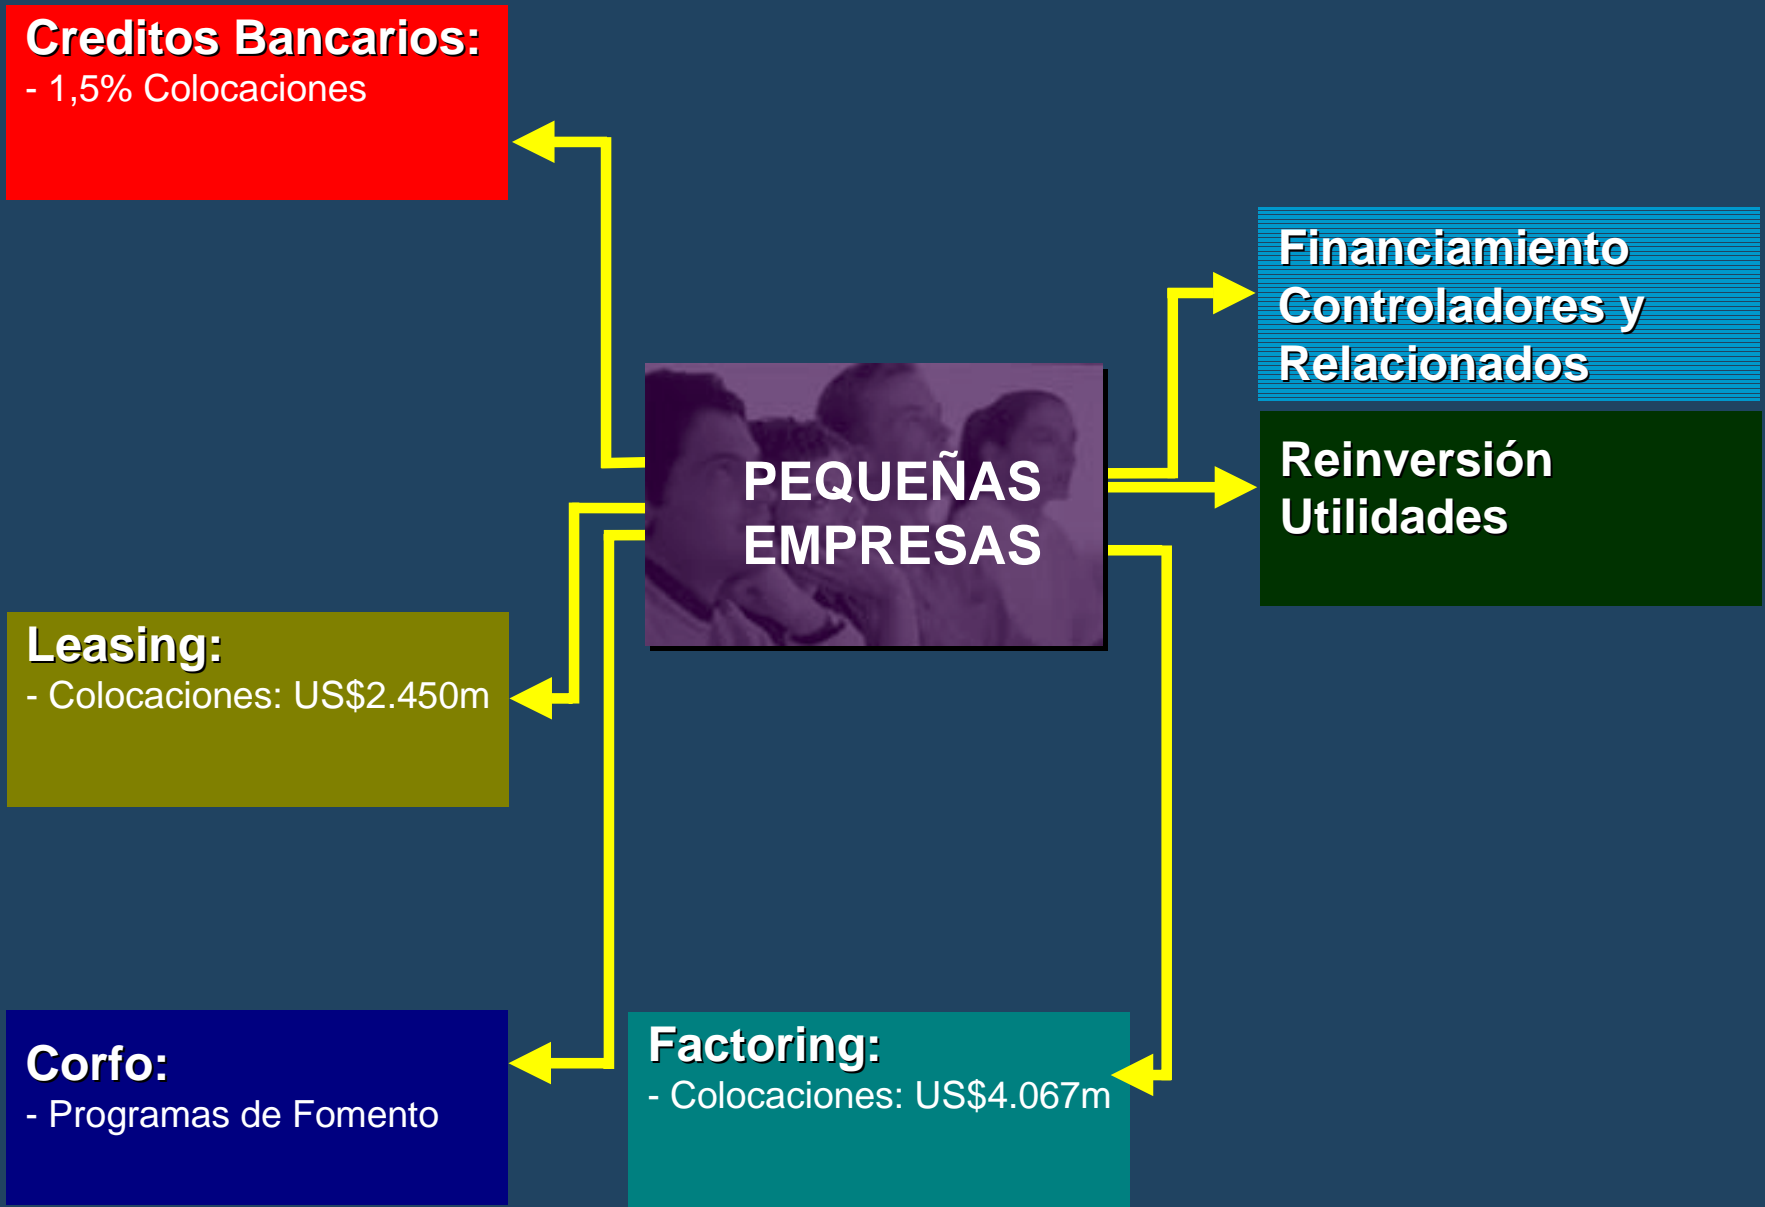 Creditos Bancarios:
- 1,5% Colocaciones
Financiamiento
Controladores y
Relacionados
PEQUEÑAS
EMPRESAS
Reinversión
Utilidades
Leasing:
- Colocaciones: US$2.450m
Corfo:
- Programas de Fomento
Factoring:
- Colocaciones: US$4.067m